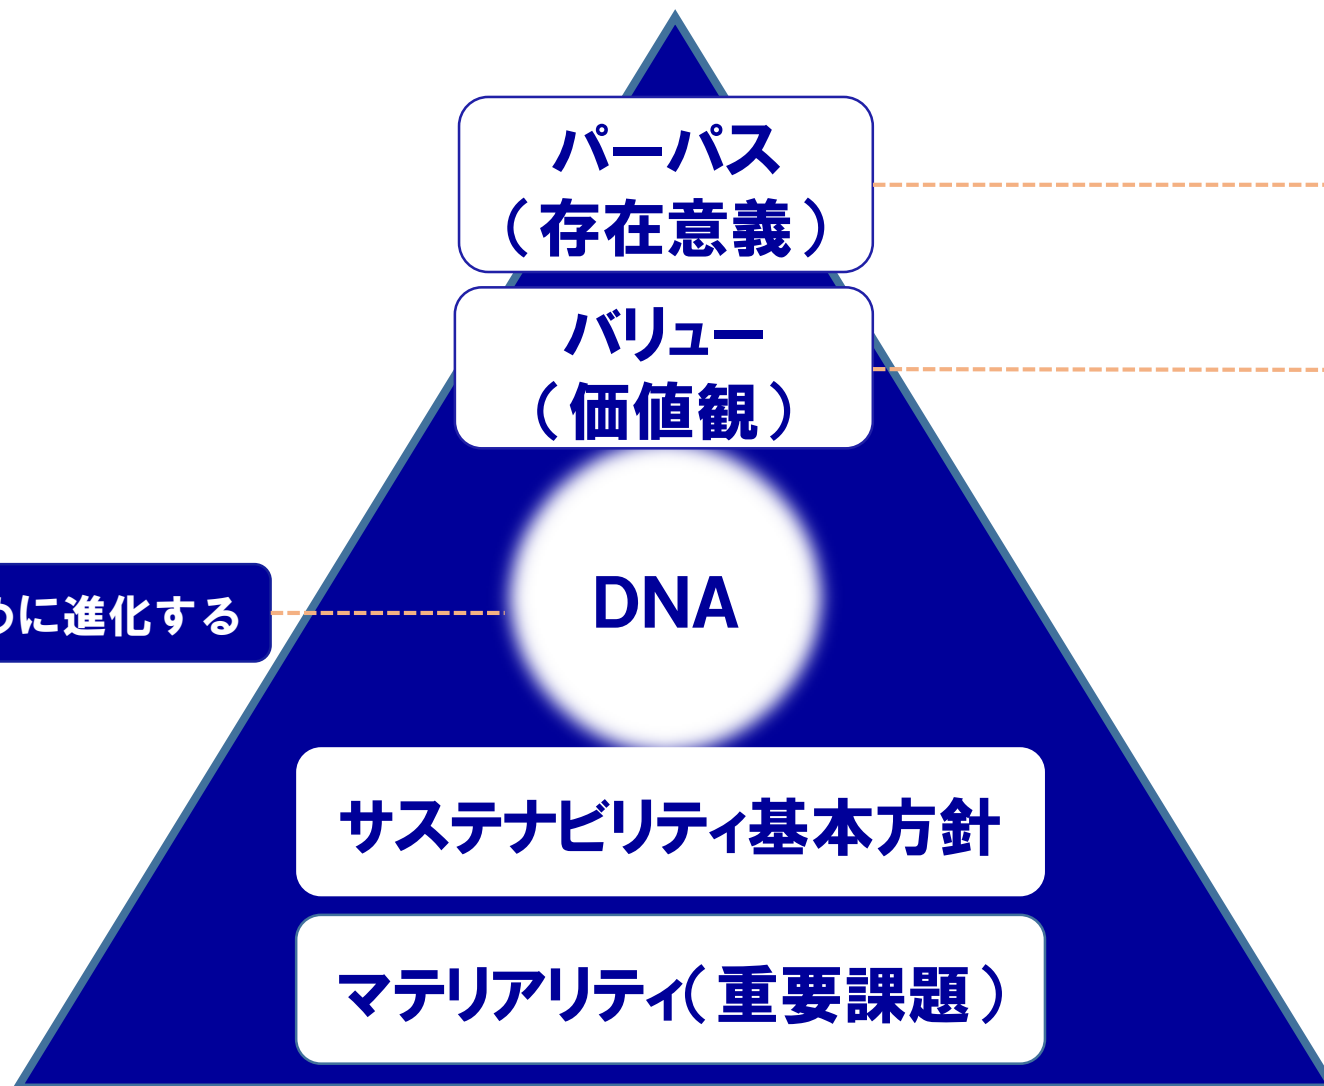 パーパス
（存在意義）
バリュー
（価値観）
DNA
に進化する
サステナビリティ基本方針
マテリアリティ（重要課題）